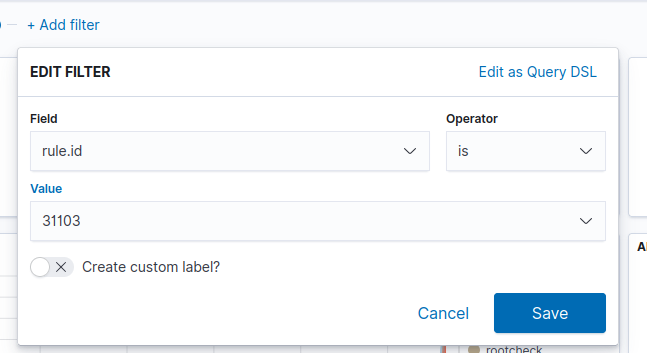 + Add filter
EDIT FILTER Edit as Query DSL
Field Operator
rule.id is
Value
31103
Create custom label?
Cancel Save
rootcheck